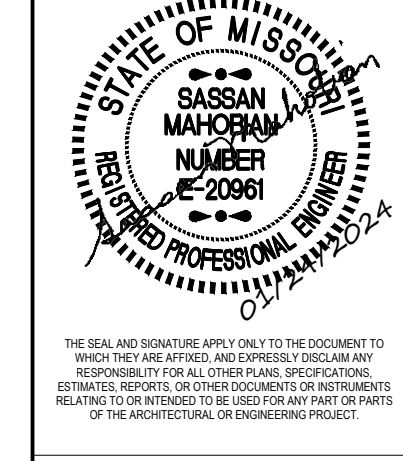 STATE OF MISSOURI
SASSAN
MAHORIAN
NUMBER
E-20961
REGISTERED PROFESSIONAL ENGINEER
Sassan Mahorian
01/24/2024
THE SEAL AND SIGNATURE APPLY ONLY TO THE DOCUMENT TO
WHICH THEY ARE AFFIXED, AND EXPRESSLY DISCLAIM ANY
RESPONSIBILITY FOR ALL OTHER PLANS, SPECIFICATIONS,
ESTIMATES, REPORTS, OR OTHER DOCUMENTS OR INSTRUMENTS
RELATING TO OR INTENDED TO BE USED FOR ANY PART OR PARTS
OF THE ARCHITECTURAL OR ENGINEERING PROJECT.